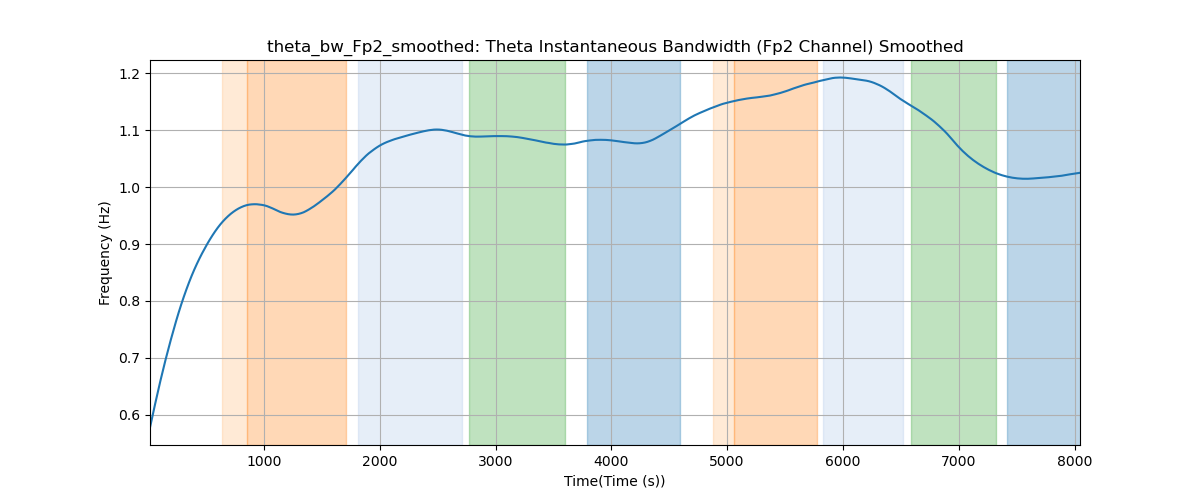 theta_bw_Fp2_smoothed: Theta Instantaneous Bandwidth (Fp2 Channel) Smoothed
1.2
1.1
1.0
0.9
0.8
0.7
0.6
Frequency (Hz)
1000 2000 3000 4000 5000 6000 7000 8000
Time(Time (s))